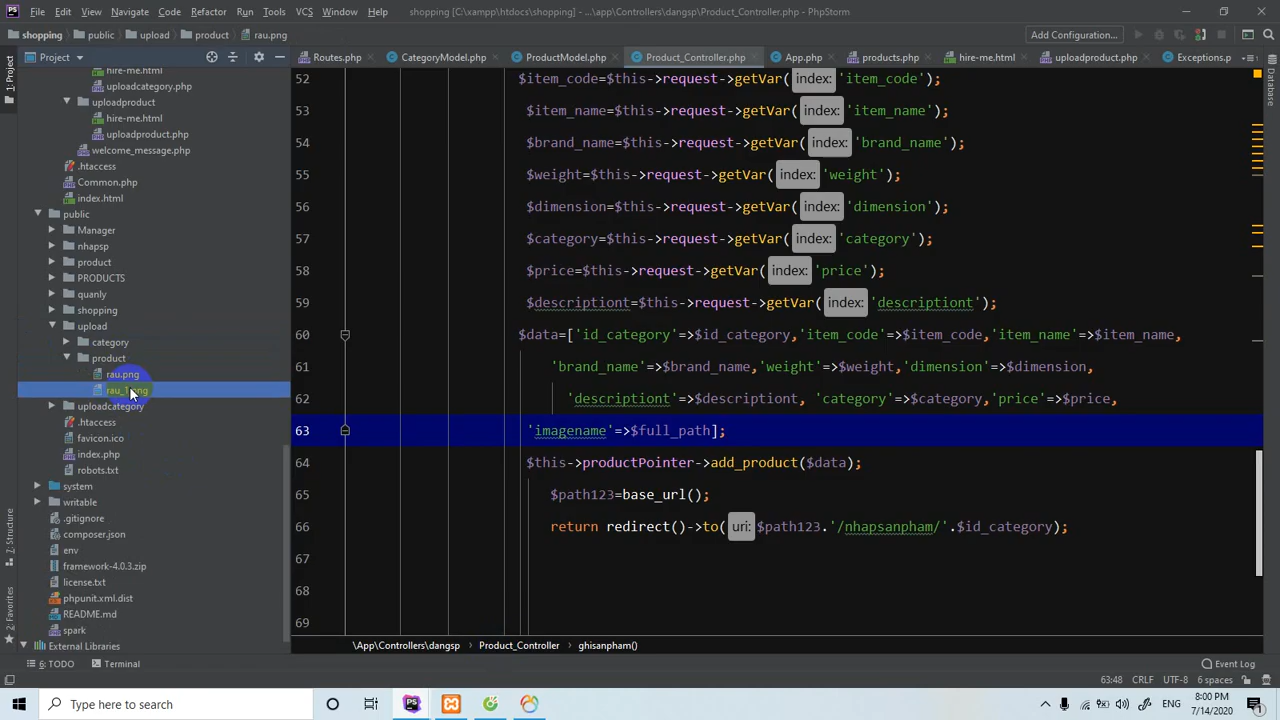 File Edit View Navigate Code Refactor Run Tools VCS Window Help shopping [C:\xampp\htdocs\shopping] - ...\app\Controllers\dangsp\Product_Controller.php - PhpStorm
shopping public upload product rau.png Add Configuration...
Project Routes.php CategoryModel.php ProductModel.php Product_Controller.php App.php products.php hire-me.html uploadproduct.php Exceptions.p
1: Project
Z: Structure
2: Favorites
Database
hire-me.html
uploadcategory.php
uploadproduct
hire-me.html
uploadproduct.php
welcome_message.php
.htaccess
Common.php
index.html
public
Manager
nhapsp
product
PRODUCTS
quanly
shopping
upload
category
product
rau.png
uploadcategory
.htaccess
favicon.ico
index.php
robots.txt
system
writable
.gitignore
composer.json
env
framework-4.0.3.zip
license.txt
phpunit.xml.dist
README.md
spark
External Libraries
52 $item_code=$this->request->getVar( index: 'item_code');
53 $item_name=$this->request->getVar( index: 'item_name');
54 $brand_name=$this->request->getVar( index: 'brand_name');
55 $weight=$this->request->getVar( index: 'weight');
56 $dimension=$this->request->getVar( index: 'dimension');
57 $category=$this->request->getVar( index: 'category');
58 $price=$this->request->getVar( index: 'price');
59 $descriptiont=$this->request->getVar( index: 'descriptiont');
60 $data=['id_category'=>$id_category,'item_code'=>$item_code,'item_name'=>$item_name,
61 'brand_name'=>$brand_name,'weight'=>$weight,'dimension'=>$dimension,
62 'descriptiont'=>$descriptiont, 'category'=>$category,'price'=>$price,
63 'imagename'=>$full_path];
64 $this->productPointer->add_product($data);
65 $path123=base_url();
66 return redirect()->to( uri: $path123.'/nhapsanpham/'.$id_category);
67
68
69
\App\Controllers\dangsp Product_Controller ghisanpham()
6: TODO Terminal Event Log
63:48 CRLF UTF-8 6 spaces
Type here to search
ENG
8:00 PM
7/14/2020